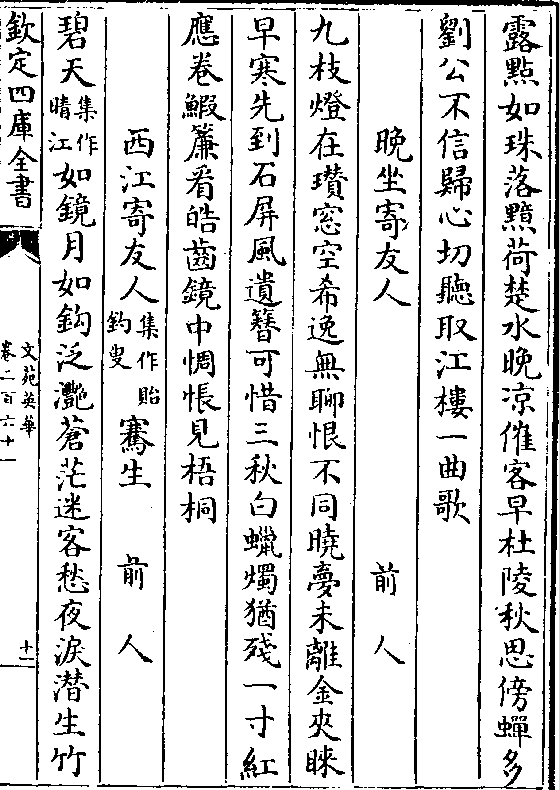 露點如珠落黦荷楚水晚凉催客早杜陵秋思傍蟬多
劉公不信歸心切聽取江樓一曲歌
晚坐寄友人 前人
九枝燈在瑣窓空希逸無聊恨不同曉夢未離金夾膝
早寒先到石屏風遺簪可惜三秋白蠟燭猶殘一寸紅
應卷鰕簾看皓齒鏡中惆悵見梧桐
西江寄友人集作貽釣叟騫生 前人
碧天集作晴江如鏡月如鈎泛灔蒼茫迷客愁夜淚潜生竹
欽定四庫全書
文苑英華
卷二百六十一
十一